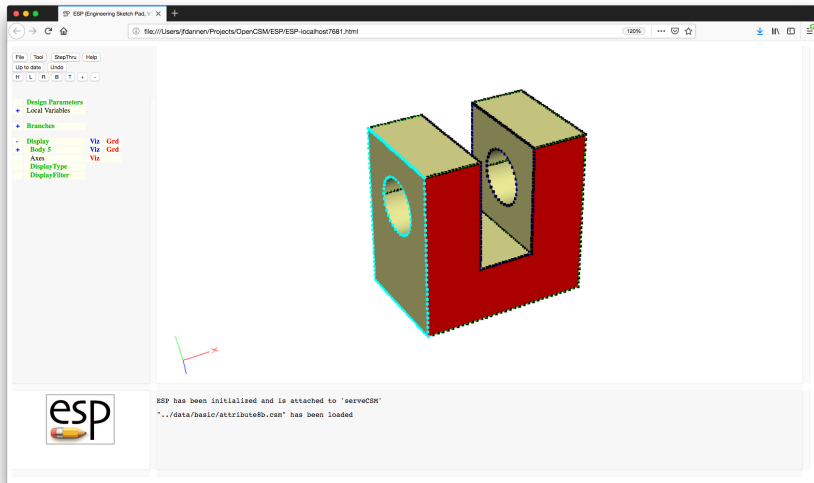 ESP (Engineering Sketch Pad, V
file:///Users/jfdannen/Projects/OpenCSM/ESP/ESP-localhost7681.html
120%
File Tool StepThru Help
Up to date Undo
H L R B T + -
Design Parameters
+ Local Variables
+ Branches
- Display Viz Grd
+ Body 5 Viz Grd
Axes Viz
DisplayType
DisplayFilter
esp
ESP has been initialized and is attached to 'serveCSM'
"../data/basic/attribute8b.csm" has been loaded